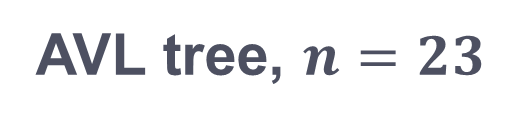 AVL tree, 𝒏 = 𝟐𝟑